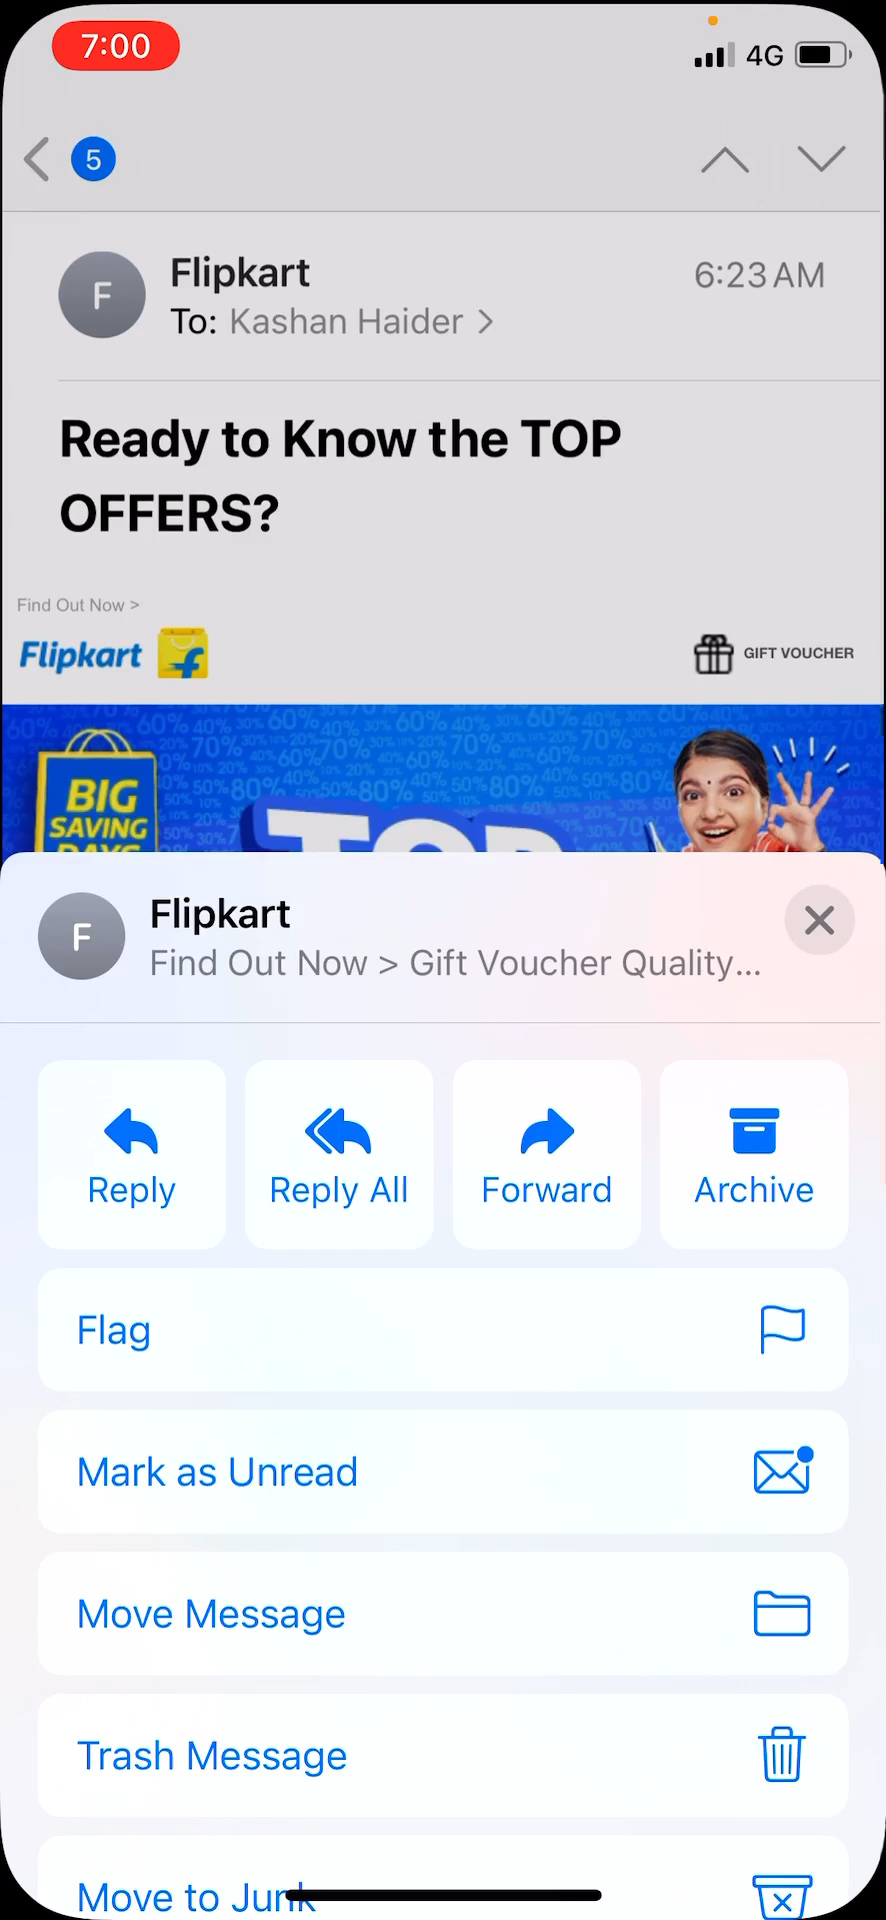 7:00
4G
5
F
Flipkart
6:23 AM
To: Kashan Haider
Ready to Know the TOP
OFFERS?
Find Out Now >
Flipkart
GIFT VOUCHER
BIG
SAVING
DAYS
TOP
F
Flipkart
Find Out Now > Gift Voucher Quality...
Reply
Reply All
Forward
Archive
Flag
Mark as Unread
Move Message
Trash Message
Move to Junk